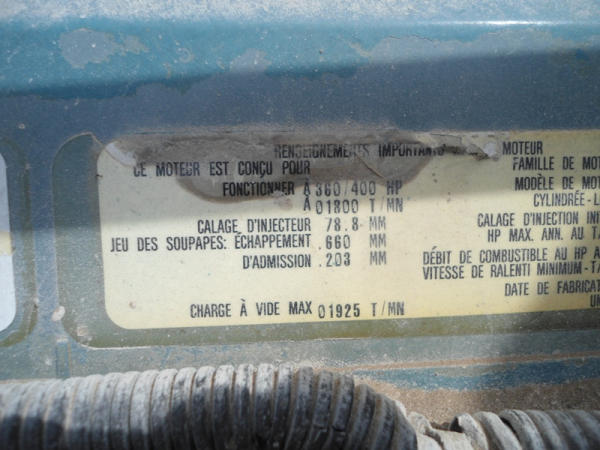 RENSEIGNEMENTS IMPORTANTS
CE MOTEUR EST CONÇU POUR
FONCTIONNER À 360/400 HP
À 01800 T/MN
CALAGE D'INJECTEUR 78.8 MM
JEU DES SOUPAPES: ÉCHAPPEMENT .660 MM
D'ADMISSION .203 MM
CHARGE À VIDE MAX 01925 T/MN
MOTEUR
FAMILLE DE MOT
MODÈLE DE MOT
CYLINDRÉE-L
CALAGE D'INJECTION INIT
HP MAX. ANN. AU T/
DÉBIT DE COMBUSTIBLE AU HP A
VITESSE DE RALENTI MINIMUM-T/
DATE DE FABRICAT
UN